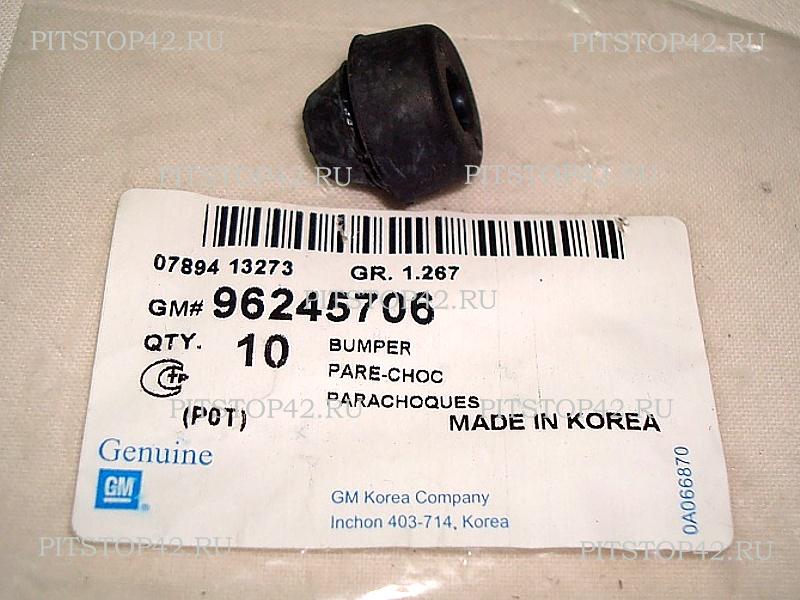 PITSTOP42.RU PITSTOP42.RU
PITSTOP42.RU PITSTOP42.RU
07894 13273 GR. 1.267
GM# 96245706
PITSTOP42.RU
QTY. 10 BUMPER
PARE-CHOC
PARACHOQUES
(P0T) MADE IN KOREA
PITSTOP42.RU PITSTOP42.RU
Genuine
GM
GM Korea Company
Inchon 403-714, Korea
0A066870
PITSTOP42.RU PITSTOP42.RU